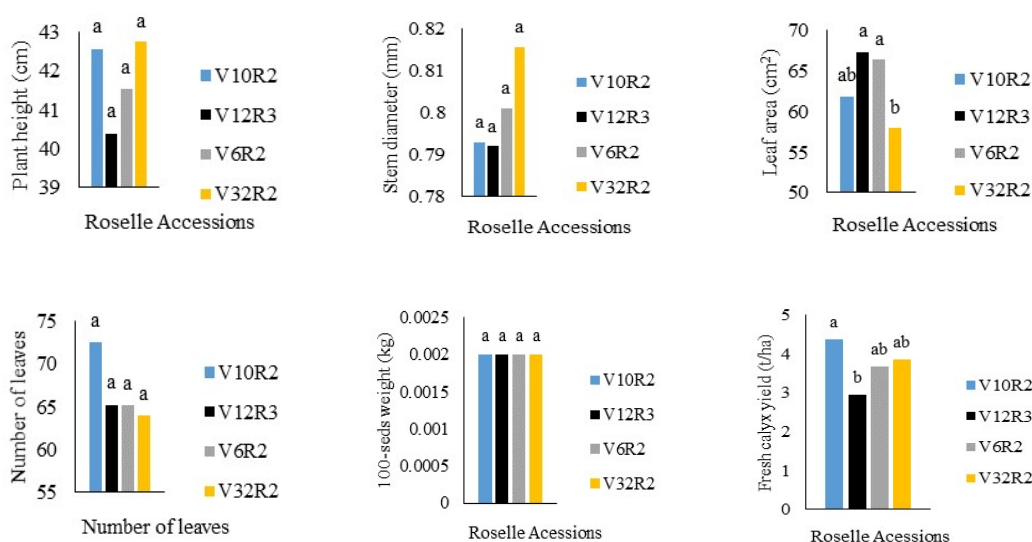 Plant height (cm)
43
42
41
40
39
a
a
a
a
V10R2
V12R3
V6R2
V32R2
Roselle Accessions
Stem diameter (mm)
0.82
0.81
0.8
0.79
0.78
a
a
a
a
V10R2
V12R3
V6R2
V32R2
Roselle Accessions
Leaf area (cm²)
70
65
60
55
50
ab
a
a
b
V10R2
V12R3
V6R2
V32R2
Roselle Accessions
Number of leaves
75
70
65
60
55
a
a
a
a
V10R2
V12R3
V6R2
V32R2
Number of leaves
100-seds weight (kg)
0.0025
0.002
0.0015
0.001
0.0005
0
a a a a
V10R2
V12R3
V6R2
V32R2
Roselle Acessions
Fresh calyx yield (t/ha)
5
4
3
2
1
0
a
b
ab
ab
V10R2
V12R3
V6R2
V32R2
Roselle Acessions